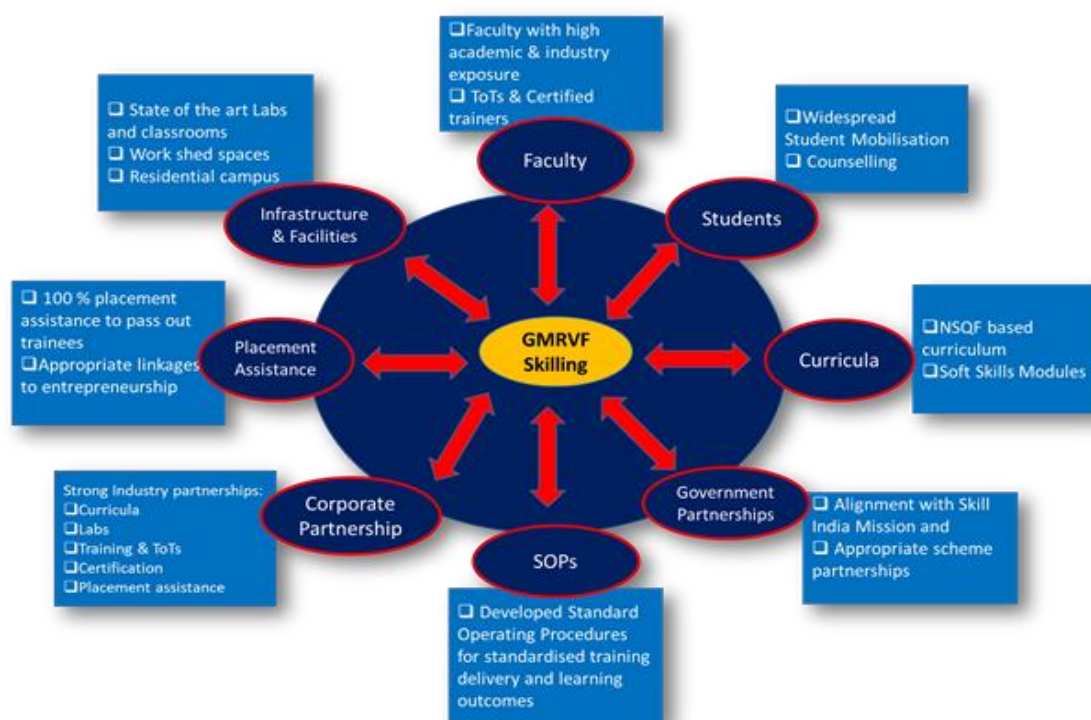 ❑Faculty with high
academic & industry
exposure
❑ ToTs & Certified
trainers
Faculty
❑Widespread
Student Mobilisation
❑ Counselling
Students
❑NSQF based
curriculum
❑Soft Skills Modules
Curricula
❑ Alignment with Skill
India Mission and
❑ Appropriate scheme
partnerships
Government
Partnerships
❑ Developed Standard
Operating Procedures
for standardised training
delivery and learning
outcomes
SOPs
Strong Industry partnerships:
❑Curricula
❑Labs
❑Training & ToTs
❑Certification
❑Placement assistance
Corporate
Partnership
❑ 100 % placement
assistance to pass out
trainees
❑Appropriate linkages
to entrepreneurship
Placement
Assistance
❑ State of the art Labs
and classrooms
❑ Work shed spaces
❑ Residential campus
Infrastructure
& Facilities
GMRVF
Skilling